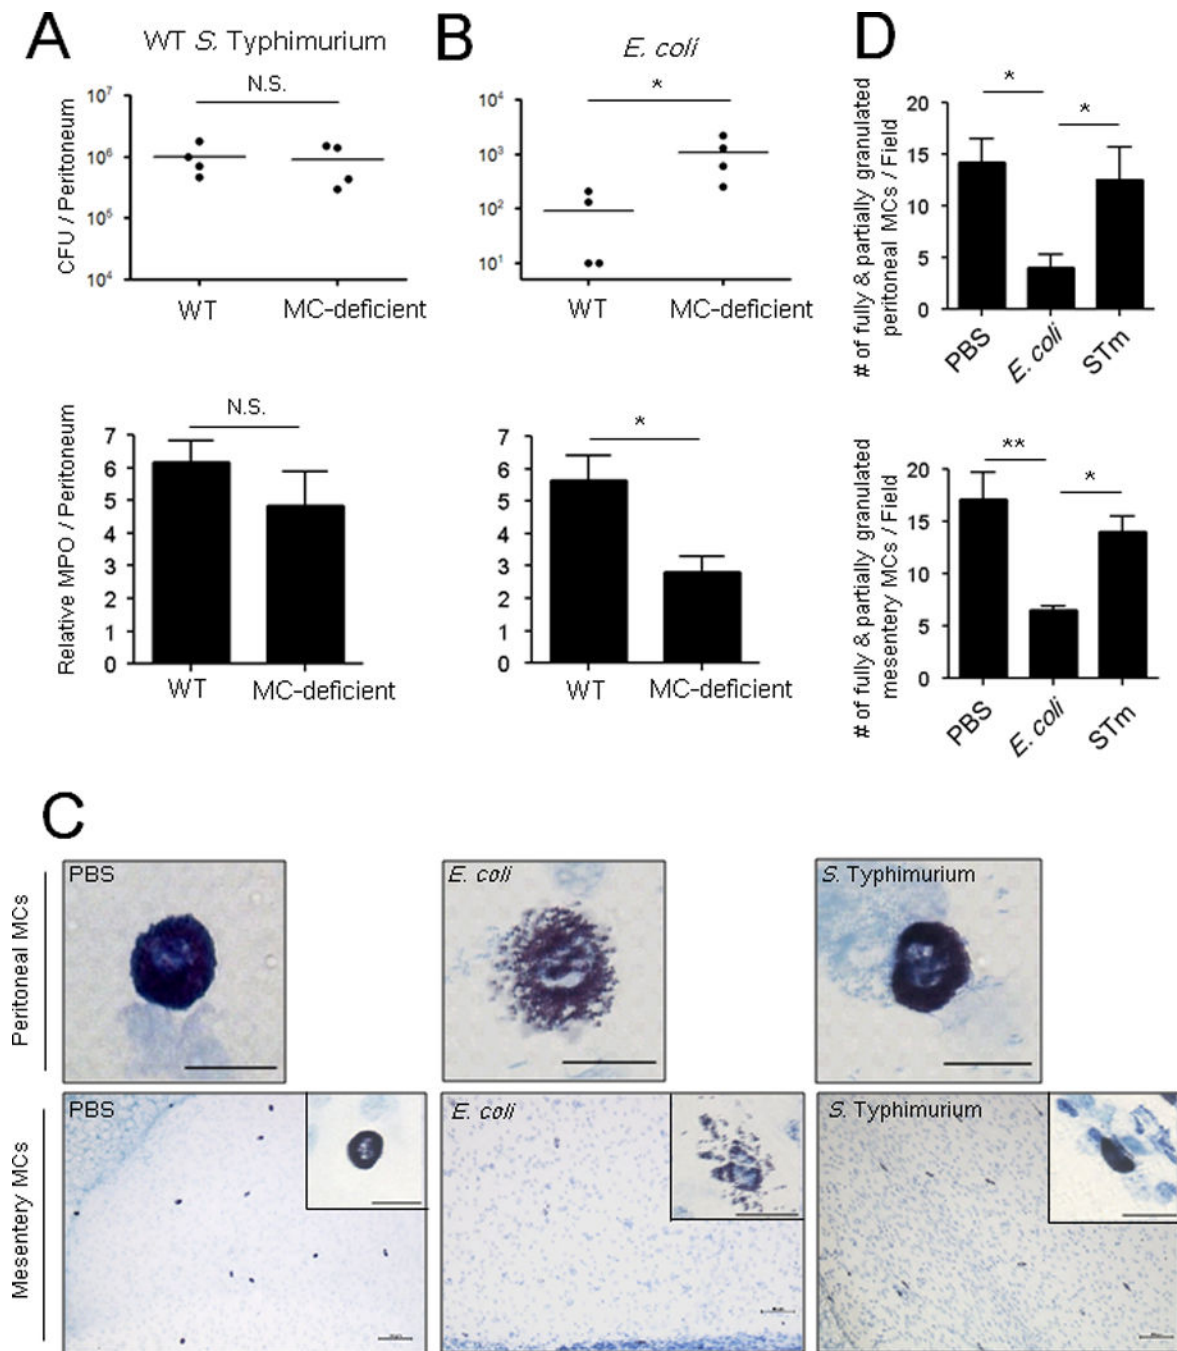 A
WT S. Typhimurium
N.S.
CFU / Peritoneum
10⁷
10⁶
10⁵
10⁴
WT
MC-deficient
N.S.
Relative MPO / Peritoneum
7
6
5
4
3
2
1
0
WT
MC-deficient
B
E. coli
*
10⁴
10³
10²
10¹
WT
MC-deficient
*
7
6
5
4
3
2
1
0
WT
MC-deficient
D
*
*
# of fully & partially granulated
peritoneal MCs / Field
20
15
10
5
0
PBS
E. coli
STm
**
*
# of fully & partially granulated
mesentery MCs / Field
20
15
10
5
0
PBS
E. coli
STm
C
Peritoneal MCs
PBS
E. coli
S. Typhimurium
Mesentery MCs
PBS
E. coli
S. Typhimurium